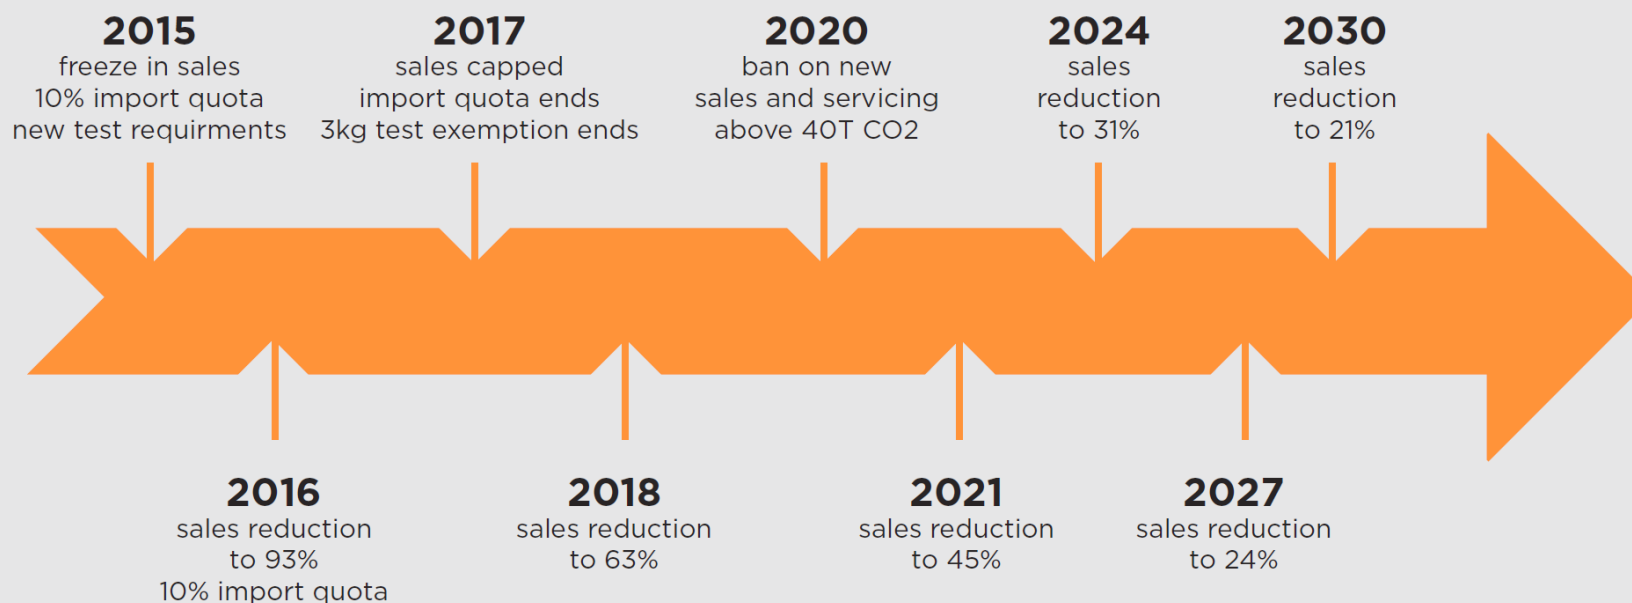 2015
freeze in sales
10% import quota
new test requirments
2017
sales capped
import quota ends
3kg test exemption ends
2020
ban on new
sales and servicing
above 40T CO2
2024
sales
reduction
to 31%
2030
sales
reduction
to 21%
2016
sales reduction
to 93%
10% import quota
2018
sales reduction
to 63%
2021
sales reduction
to 45%
2027
sales reduction
to 24%